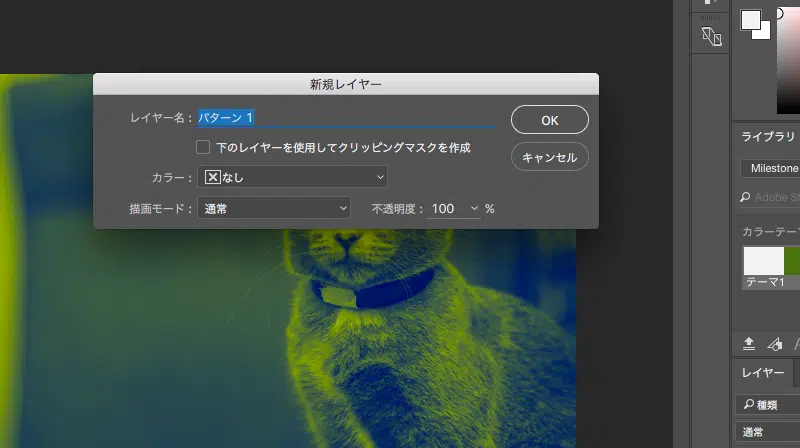 新規レイヤー
レイヤー名： パターン 1
OK
下のレイヤーを使用してクリッピングマスクを作成
キャンセル
カラー： なし
描画モード： 通常
不透明度： 100 %
ライブラリ
Milestone
Adobe St
カラーテー
テーマ1
レイヤー
種類
通常